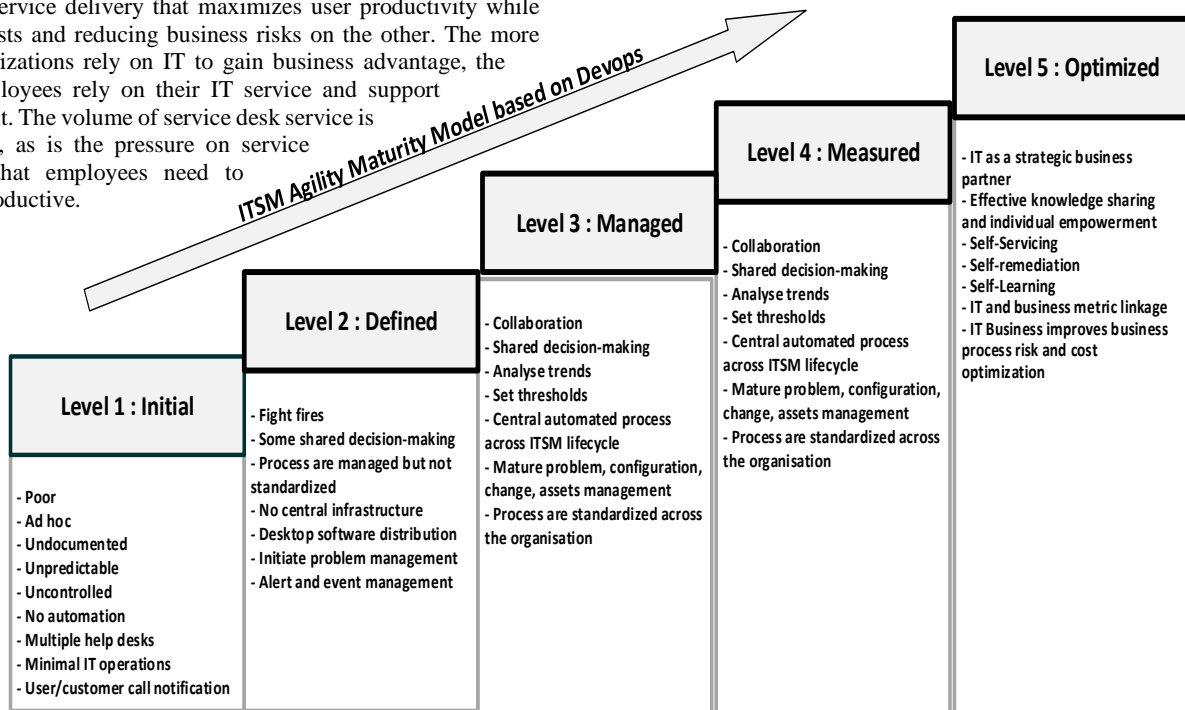 ervice delivery that maximizes user productivity while
sts and reducing business risks on the other. The more
izations rely on IT to gain business advantage, the
loyees rely on their IT service and support
t. The volume of service desk service is
, as is the pressure on service
hat employees need to
oductive.
ITSM Agility Maturity Model based on Devops
Level 1 : Initial
- Poor
- Ad hoc
- Undocumented
- Unpredictable
- Uncontrolled
- No automation
- Multiple help desks
- Minimal IT operations
- User/customer call notification
Level 2 : Defined
- Fight fires
- Some shared decision-making
- Process are managed but not
standardized
- No central infrastructure
- Desktop software distribution
- Initiate problem management
- Alert and event management
Level 3 : Managed
- Collaboration
- Shared decision-making
- Analyse trends
- Set thresholds
- Central automated process
across ITSM lifecycle
- Mature problem, configuration,
change, assets management
- Process are standardized across
the organisation
Level 4 : Measured
- Collaboration
- Shared decision-making
- Analyse trends
- Set thresholds
- Central automated process
across ITSM lifecycle
- Mature problem, configuration,
change, assets management
- Process are standardized across
the organisation
Level 5 : Optimized
- IT as a strategic business
partner
- Effective knowledge sharing
and individual empowerment
- Self-Servicing
- Self-remediation
- Self-Learning
- IT and business metric linkage
- IT Business improves business
process risk and cost
optimization